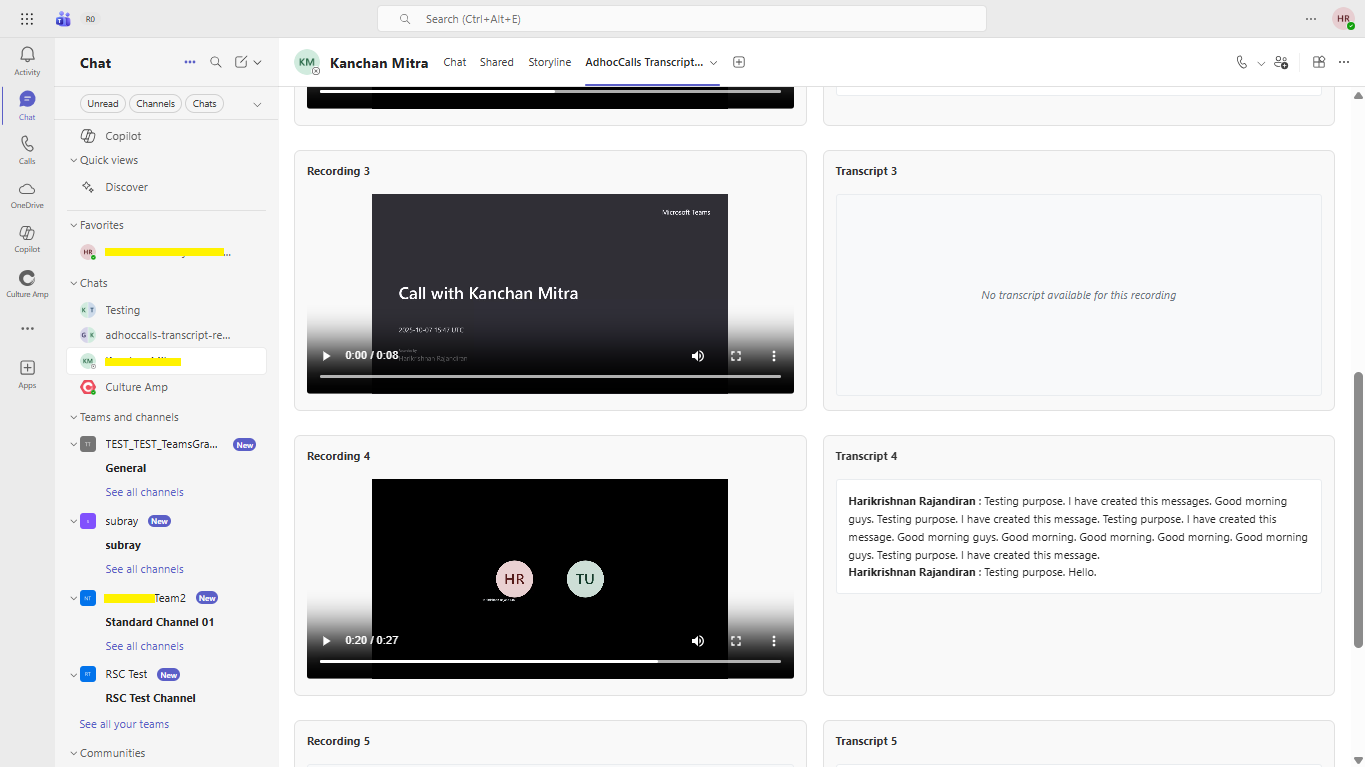 R0
Search (Ctrl+Alt+E)
HR
Activity
Chat
Calls
OneDrive
Copilot
Culture Amp
Apps
Chat
Unread
Channels
Chats
Copilot
Quick views
Discover
Favorites
HR
...
Chats
K T
Testing
G K
adhoccalls-transcript-re...
KM
Culture Amp
Teams and channels
TT
TEST_TEST_TeamsGra...
New
General
See all channels
subray
New
subray
See all channels
NT
Team2
New
Standard Channel 01
See all channels
RT
RSC Test
New
RSC Test Channel
See all your teams
Communities
KM
Kanchan Mitra
Chat
Shared
Storyline
AdhocCalls Transcript...
Recording 3
Microsoft Teams
Call with Kanchan Mitra
2025-10-07 15:47 UTC
Harikrishnan Rajandiran
0:00 / 0:08
Transcript 3
No transcript available for this recording
Recording 4
HR
TU
0:20 / 0:27
Transcript 4
Harikrishnan Rajandiran : Testing purpose. I have created this messages. Good morning
guys. Testing purpose. I have created this message. Testing purpose. I have created this
message. Good morning guys. Good morning. Good morning. Good morning. Good morning
guys. Testing purpose. I have created this message.
Harikrishnan Rajandiran : Testing purpose. Hello.
Recording 5
Transcript 5